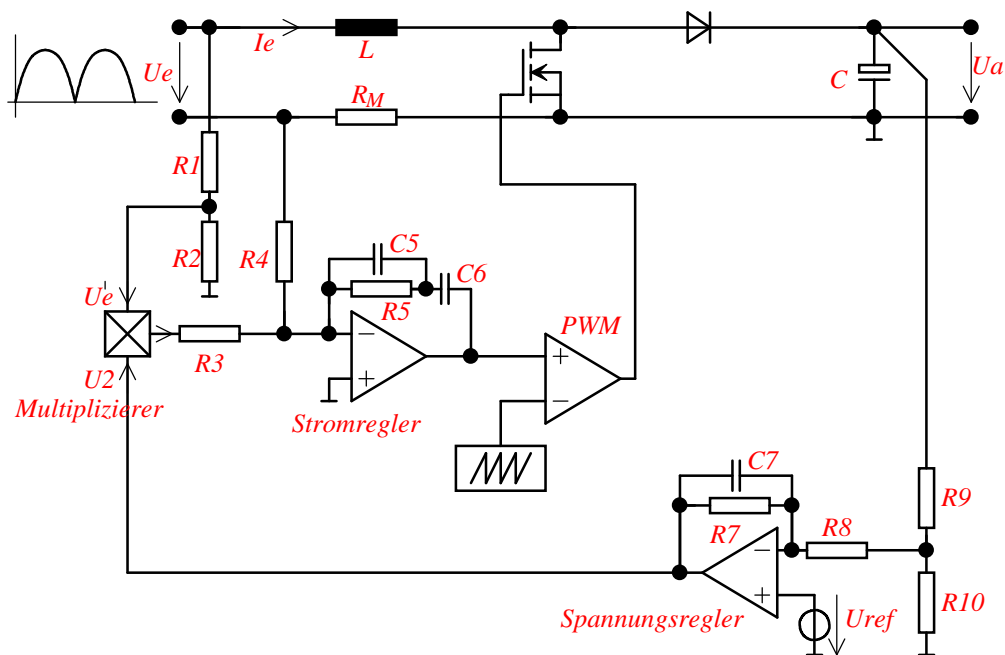 Ie
L
Ue
Ua
C
RM
R1
R2
R4
C5
C6
R5
U'e
PWM
R3
U2
Multiplizierer
Stromregler
C7
R9
R7
R8
R10
Spannungsregler
Uref